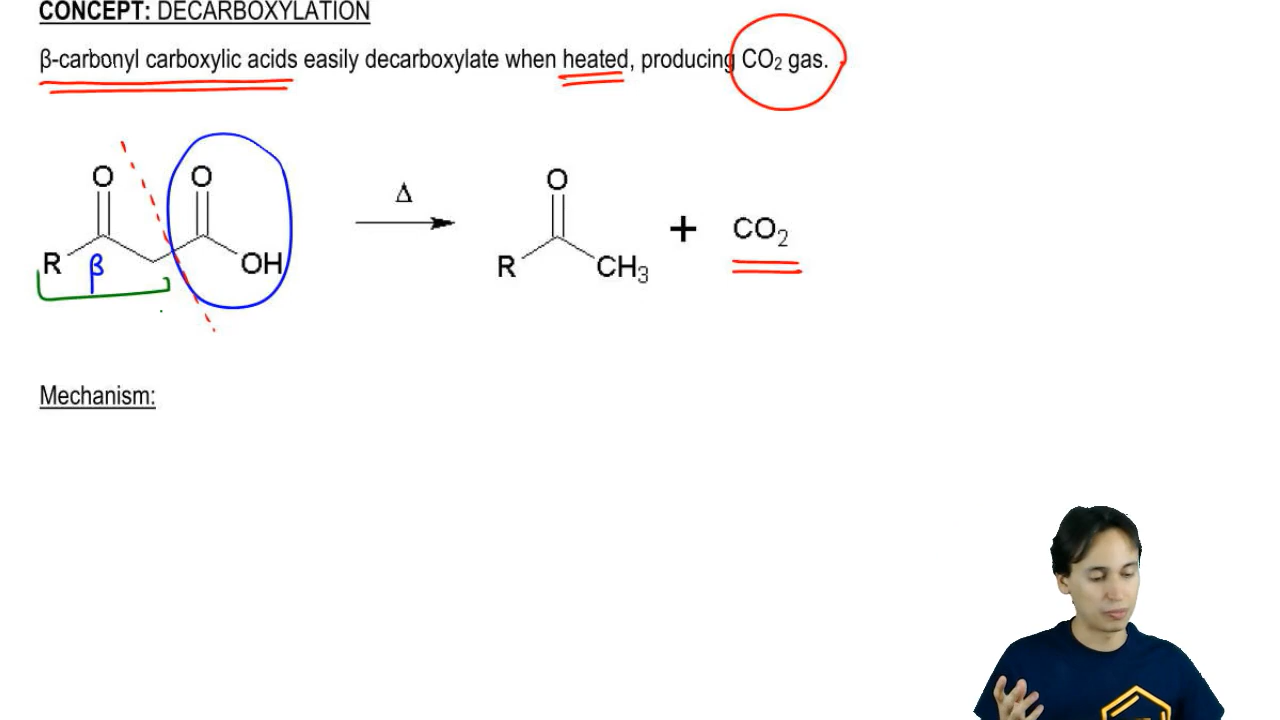 CONCEPT: DECARBOXYLATION
β-carbonyl carboxylic acids easily decarboxylate when heated, producing CO₂ gas.
O O O
Δ
R β OH R CH₃ + CO₂
Mechanism: